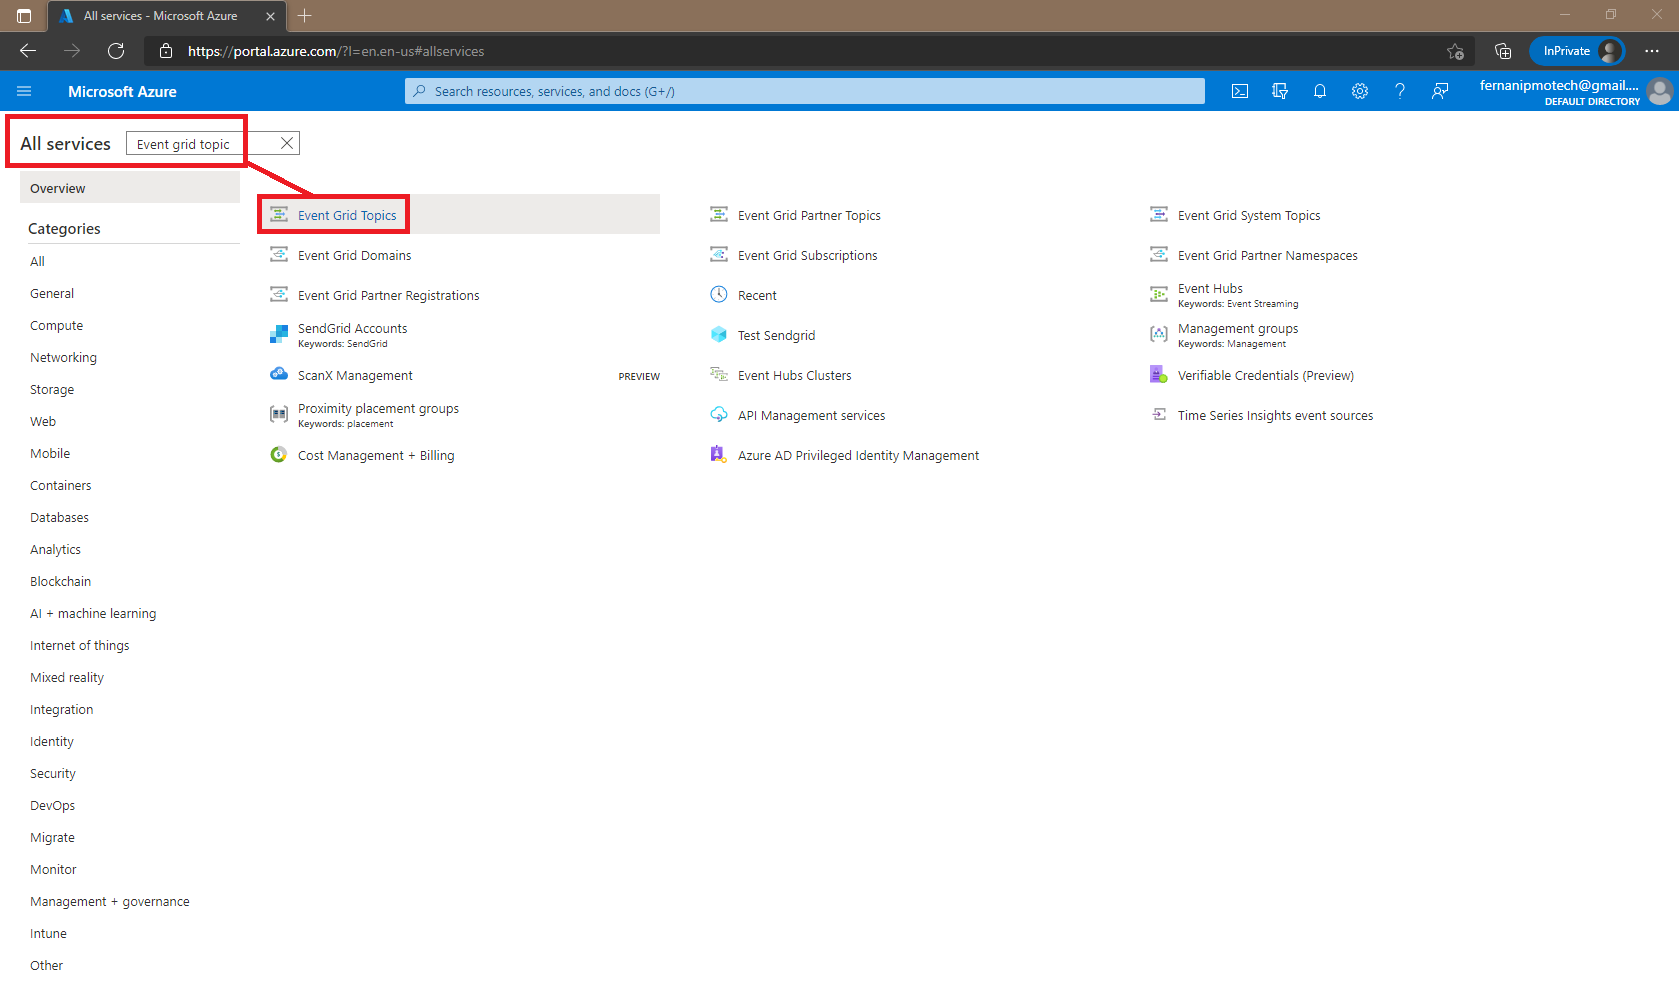 All services - Microsoft Azure
https://portal.azure.com/?l=en.en-us#allservices
InPrivate
Microsoft Azure
Search resources, services, and docs (G+/)
fernanipmotech@gmail....
DEFAULT DIRECTORY
All services
Event grid topic
Overview
Categories
All
General
Compute
Networking
Storage
Web
Mobile
Containers
Databases
Analytics
Blockchain
AI + machine learning
Internet of things
Mixed reality
Integration
Identity
Security
DevOps
Migrate
Monitor
Management + governance
Intune
Other
Event Grid Topics
Event Grid Partner Topics
Event Grid System Topics
Event Grid Domains
Event Grid Subscriptions
Event Grid Partner Namespaces
Event Grid Partner Registrations
Recent
Event Hubs
Keywords: Event Streaming
SendGrid Accounts
Keywords: SendGrid
Test Sendgrid
Management groups
Keywords: Management
ScanX Management
PREVIEW
Event Hubs Clusters
Verifiable Credentials (Preview)
Proximity placement groups
Keywords: placement
API Management services
Time Series Insights event sources
Cost Management + Billing
Azure AD Privileged Identity Management